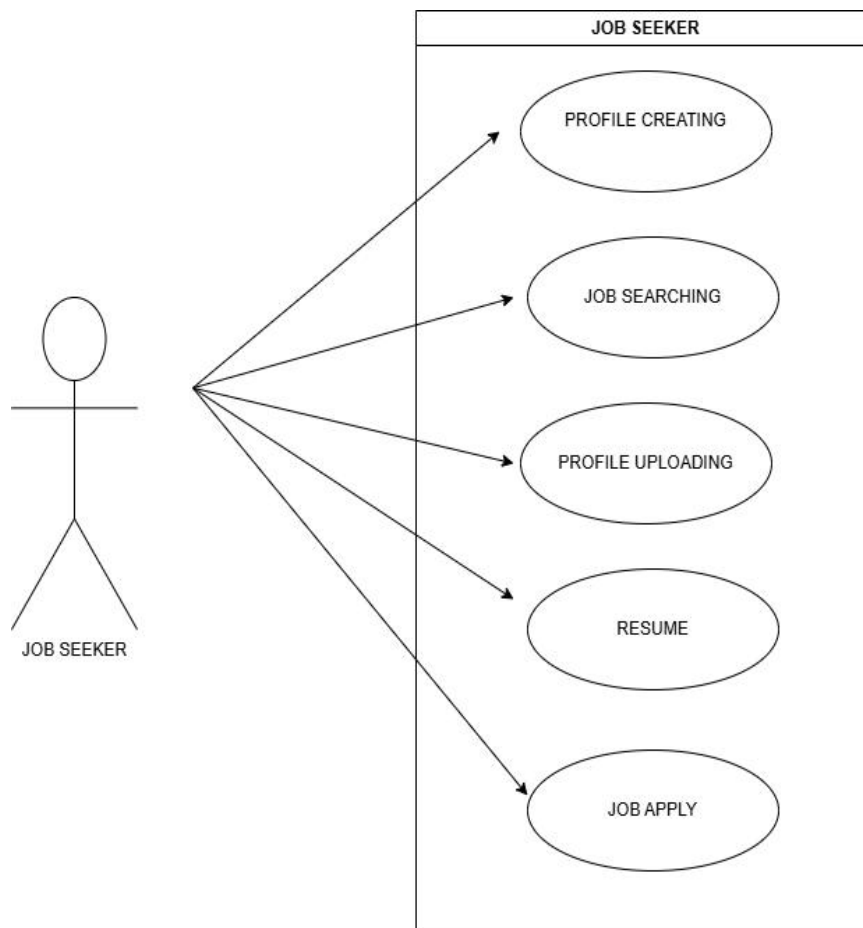 JOB SEEKER
PROFILE CREATING
JOB SEARCHING
PROFILE UPLOADING
RESUME
JOB SEEKER
JOB APPLY